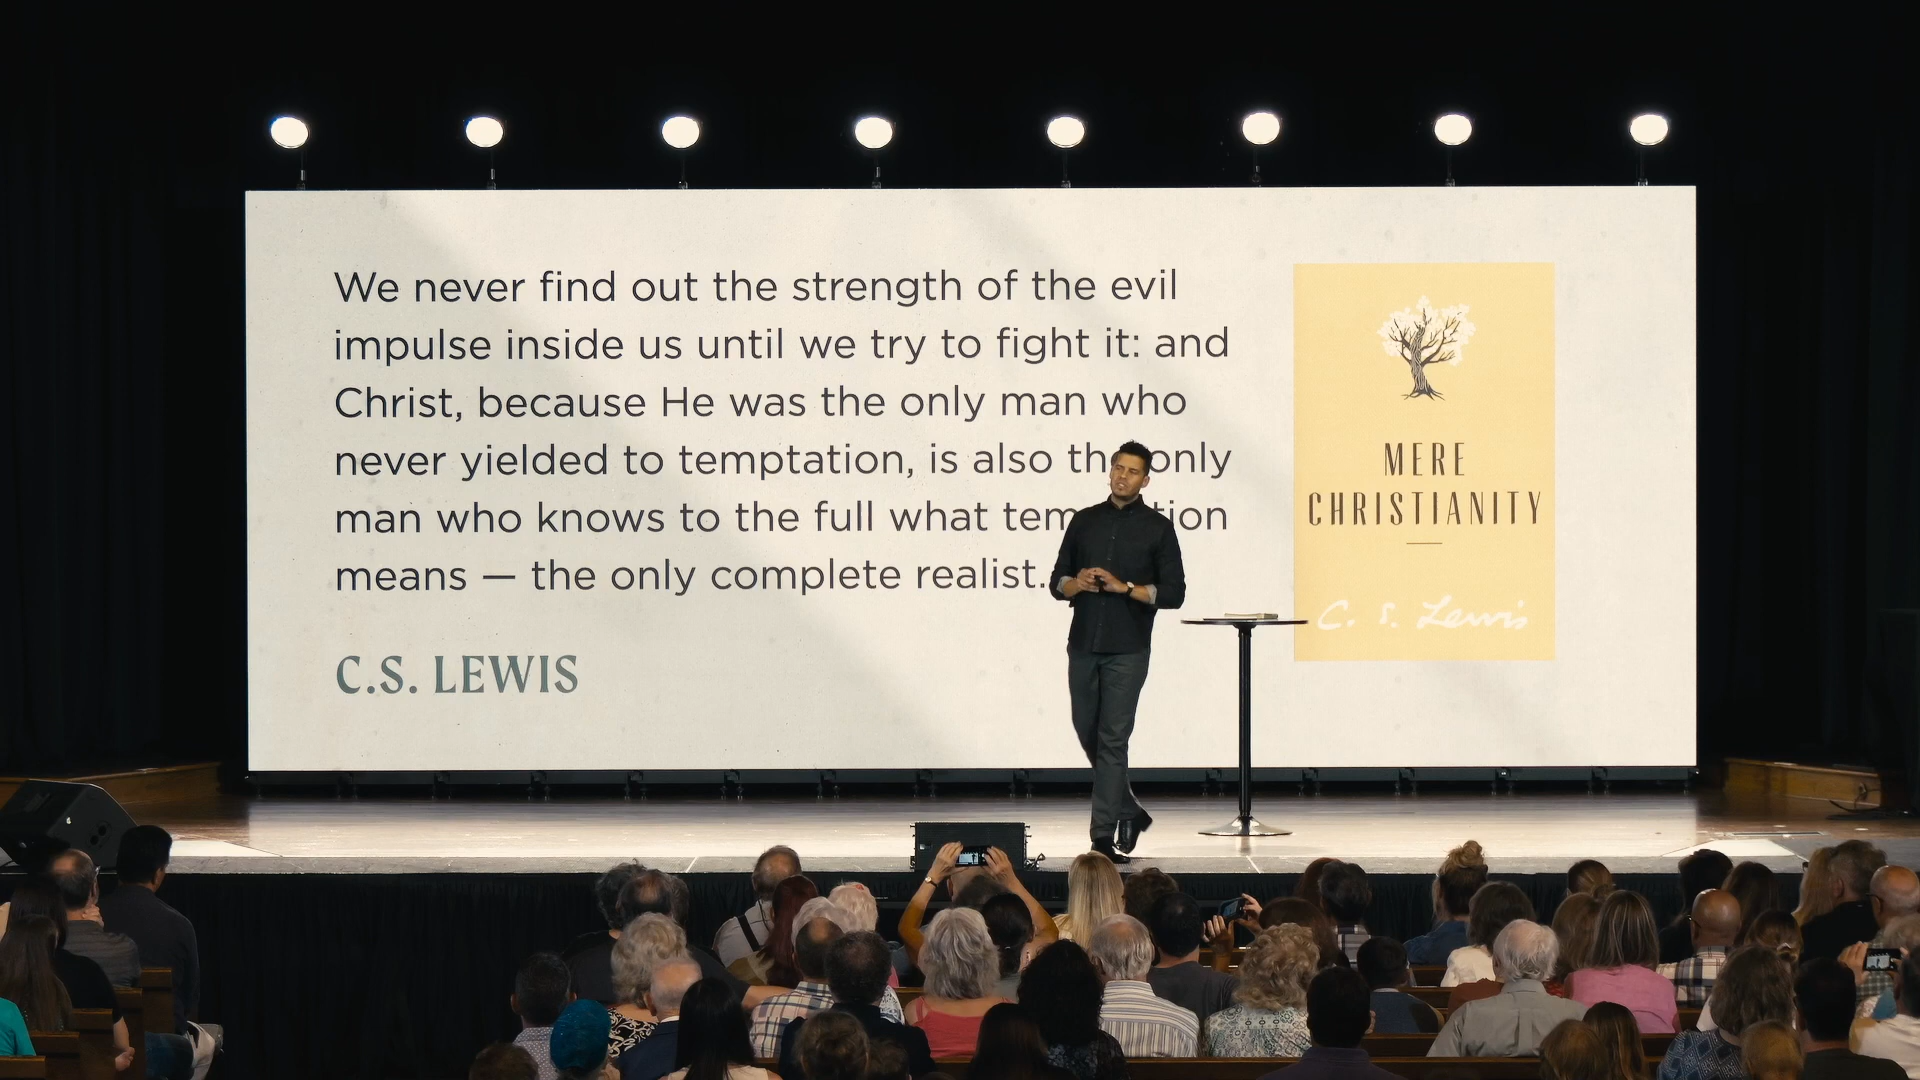 We never find out the strength of the evil
impulse inside us until we try to fight it: and
Christ, because He was the only man who
never yielded to temptation, is also the only
man who knows to the full what temptation
means — the only complete realist.
C.S. LEWIS
MERE
CHRISTIANITY
C. S. Lewis